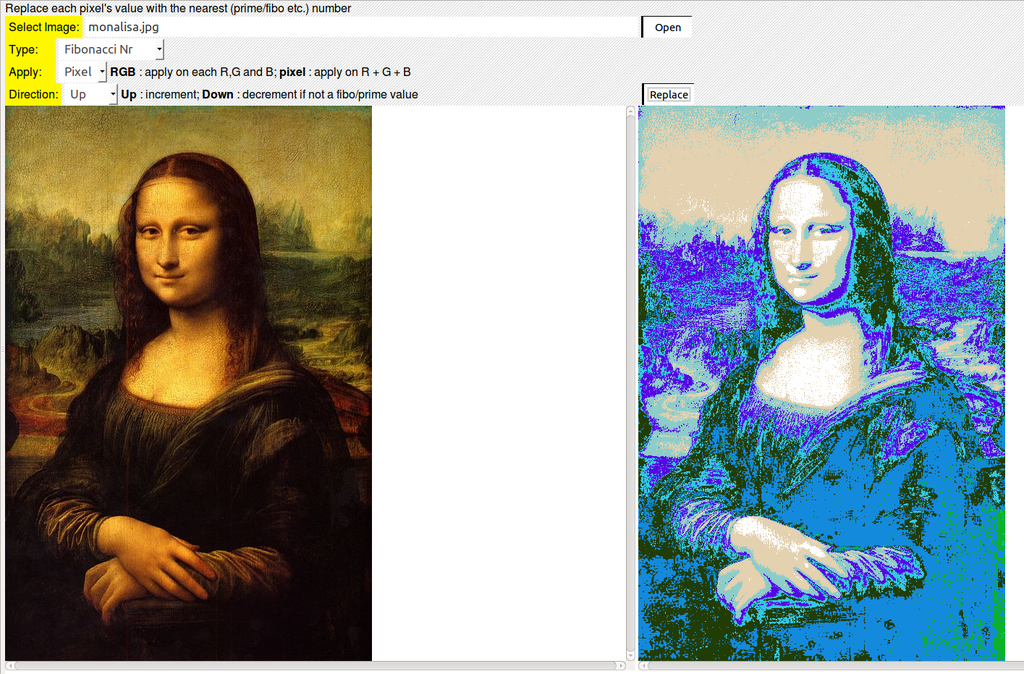 Replace each pixel's value with the nearest (prime/fibo etc.) number
Select Image: monalisa.jpg Open
Type: Fibonacci Nr
Apply: Pixel RGB : apply on each R,G and B; pixel : apply on R + G + B
Direction: Up Up : increment; Down : decrement if not a fibo/prime value Replace